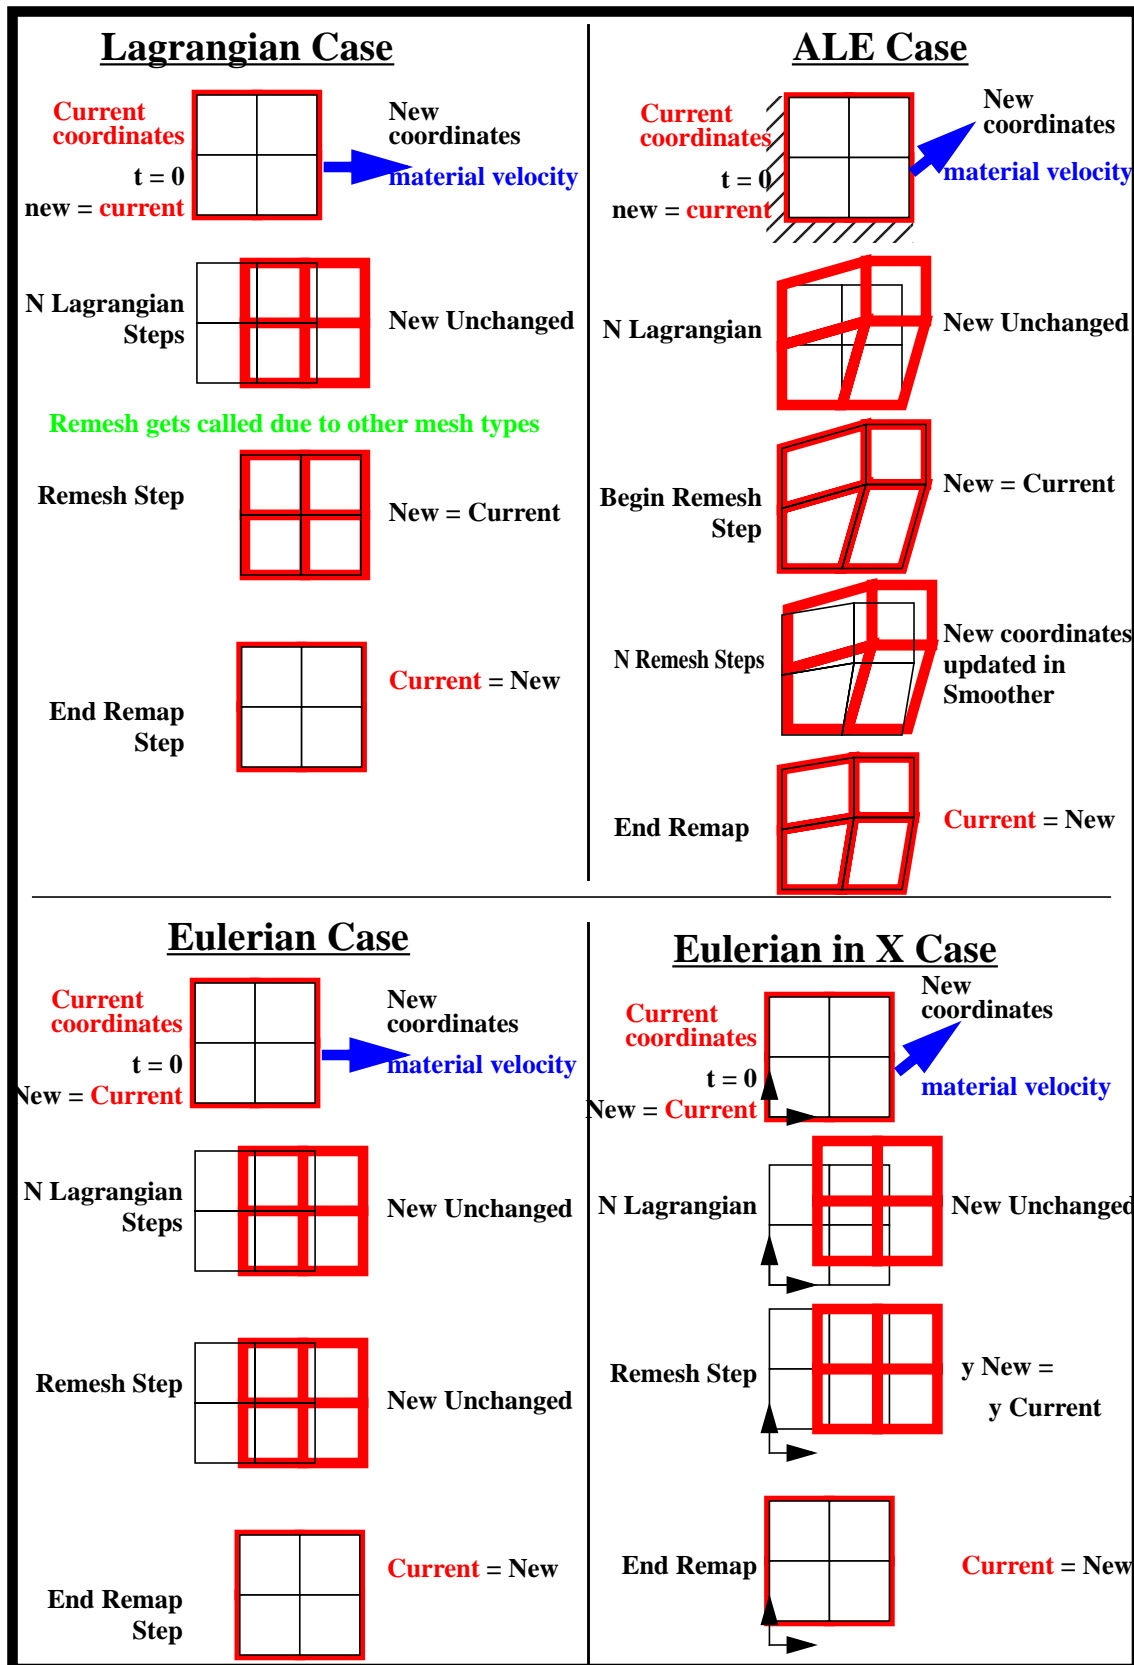 Lagrangian Case
Current
coordinates
t = 0
new = current
New
coordinates
material velocity
N Lagrangian
Steps
New Unchanged
Remesh gets called due to other mesh types
Remesh Step
New = Current
End Remap
Step
Current = New
ALE Case
Current
coordinates
t = 0
new = current
New
coordinates
material velocity
N Lagrangian
New Unchanged
Begin Remesh
Step
New = Current
N Remesh Steps
New coordinates
updated in
Smoother
End Remap
Current = New
Eulerian Case
Current
coordinates
t = 0
New = Current
New
coordinates
material velocity
N Lagrangian
Steps
New Unchanged
Remesh Step
New Unchanged
End Remap
Step
Current = New
Eulerian in X Case
Current
coordinates
t = 0
New = Current
New
coordinates
material velocity
N Lagrangian
New Unchanged
Remesh Step
y New =
y Current
End Remap
Current = New